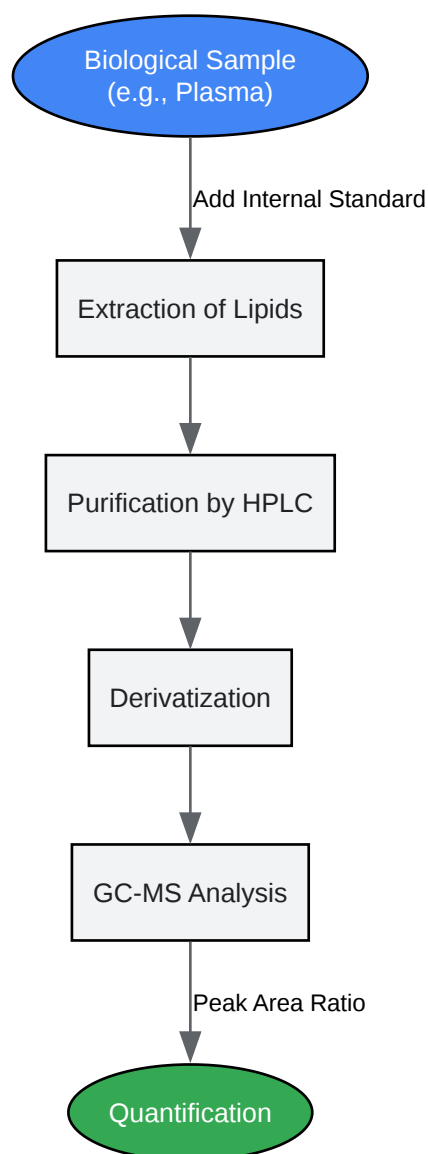 Biological Sample
(e.g., Plasma)
Add Internal Standard
Extraction of Lipids
Purification by HPLC
Derivatization
GC-MS Analysis
Peak Area Ratio
Quantification